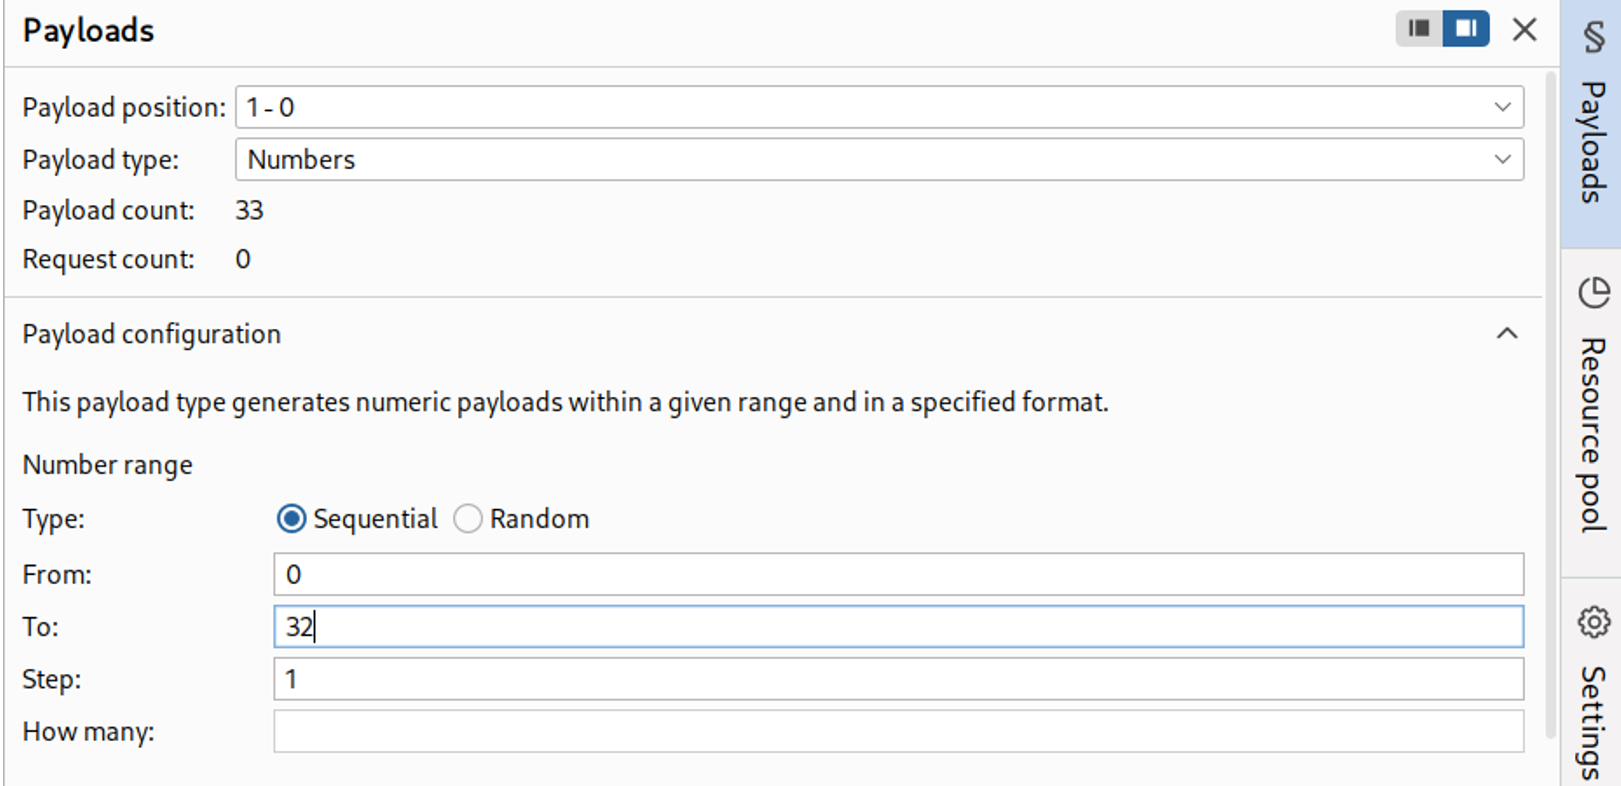 Payloads
Payload position: 1 - 0
Payload type: Numbers
Payload count: 33
Request count: 0
Payload configuration
This payload type generates numeric payloads within a given range and in a specified format.
Number range
Type: Sequential Random
From: 0
To: 32
Step: 1
How many:
§ Payloads
Resource pool
Settings